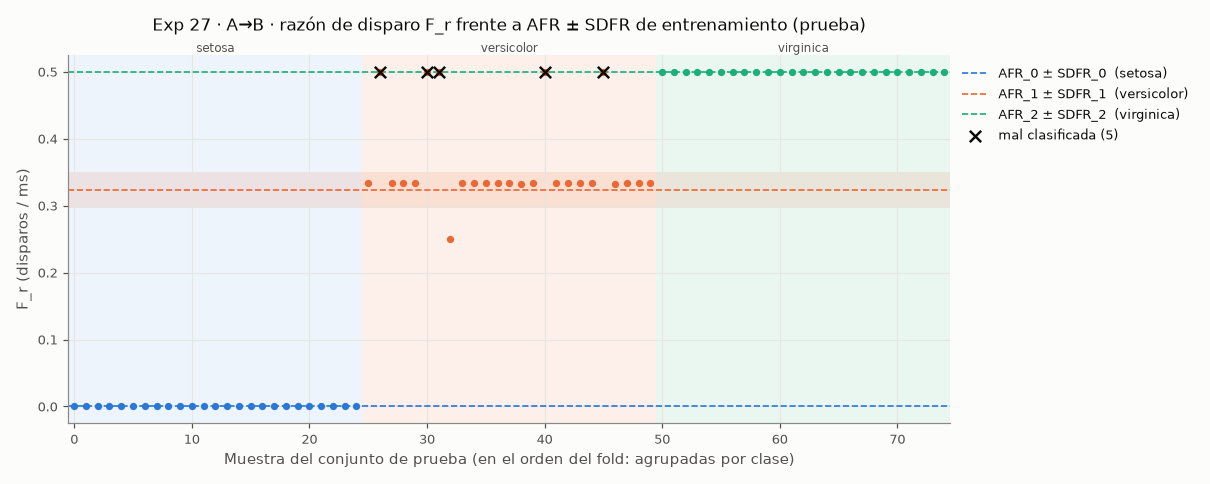 Exp 27 · A→B · razón de disparo F_r frente a AFR ± SDFR de entrenamiento (prueba)
setosa versicolor virginica
AFR_0 ± SDFR_0 (setosa)
AFR_1 ± SDFR_1 (versicolor)
AFR_2 ± SDFR_2 (virginica)
mal clasificada (5)
F_r (disparos / ms)
0.5
0.4
0.3
0.2
0.1
0.0
0 10 20 30 40 50 60 70
Muestra del conjunto de prueba (en el orden del fold: agrupadas por clase)